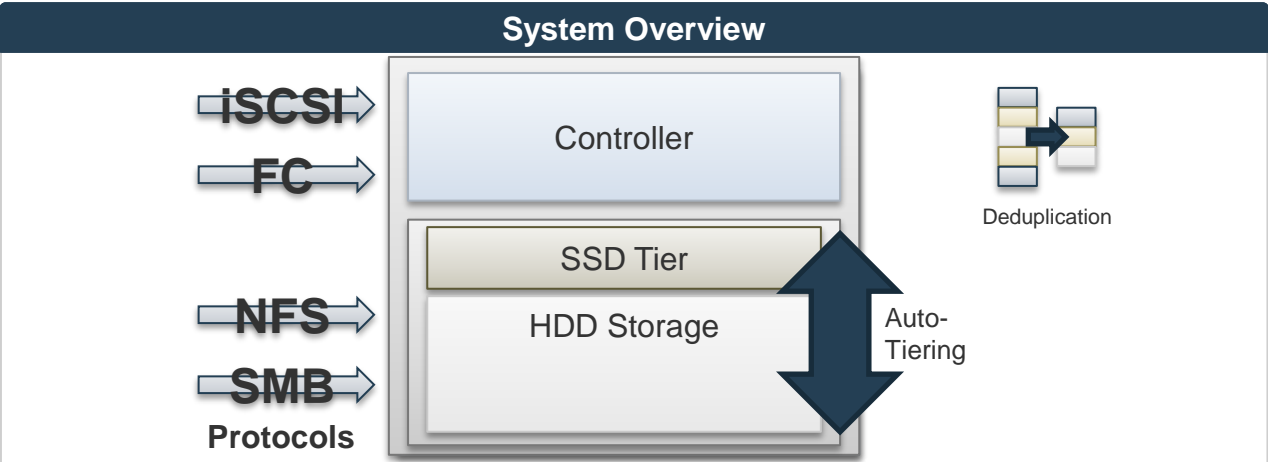 System Overview
iSCSI
FC
NFS
SMB
Protocols
Controller
SSD Tier
HDD Storage
Auto-
Tiering
Deduplication